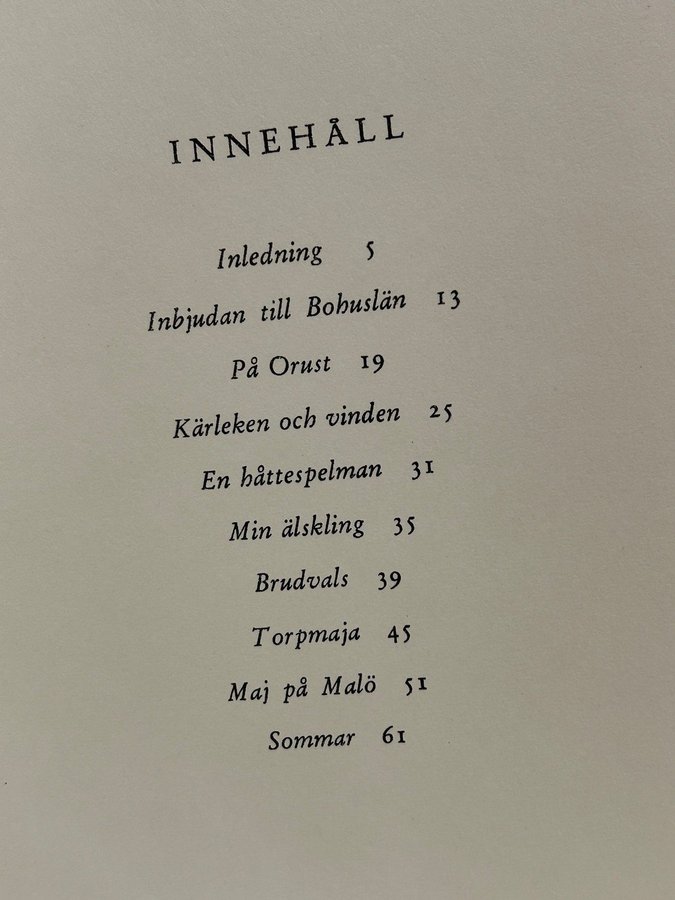 INNEHÅLL
Inledning 5
Inbjudan till Bohuslän 13
På Orust 19
Kärleken och vinden 25
En håttespelman 31
Min älskling 35
Brudvals 39
Torpmaja 45
Maj på Malö 51
Sommar 61